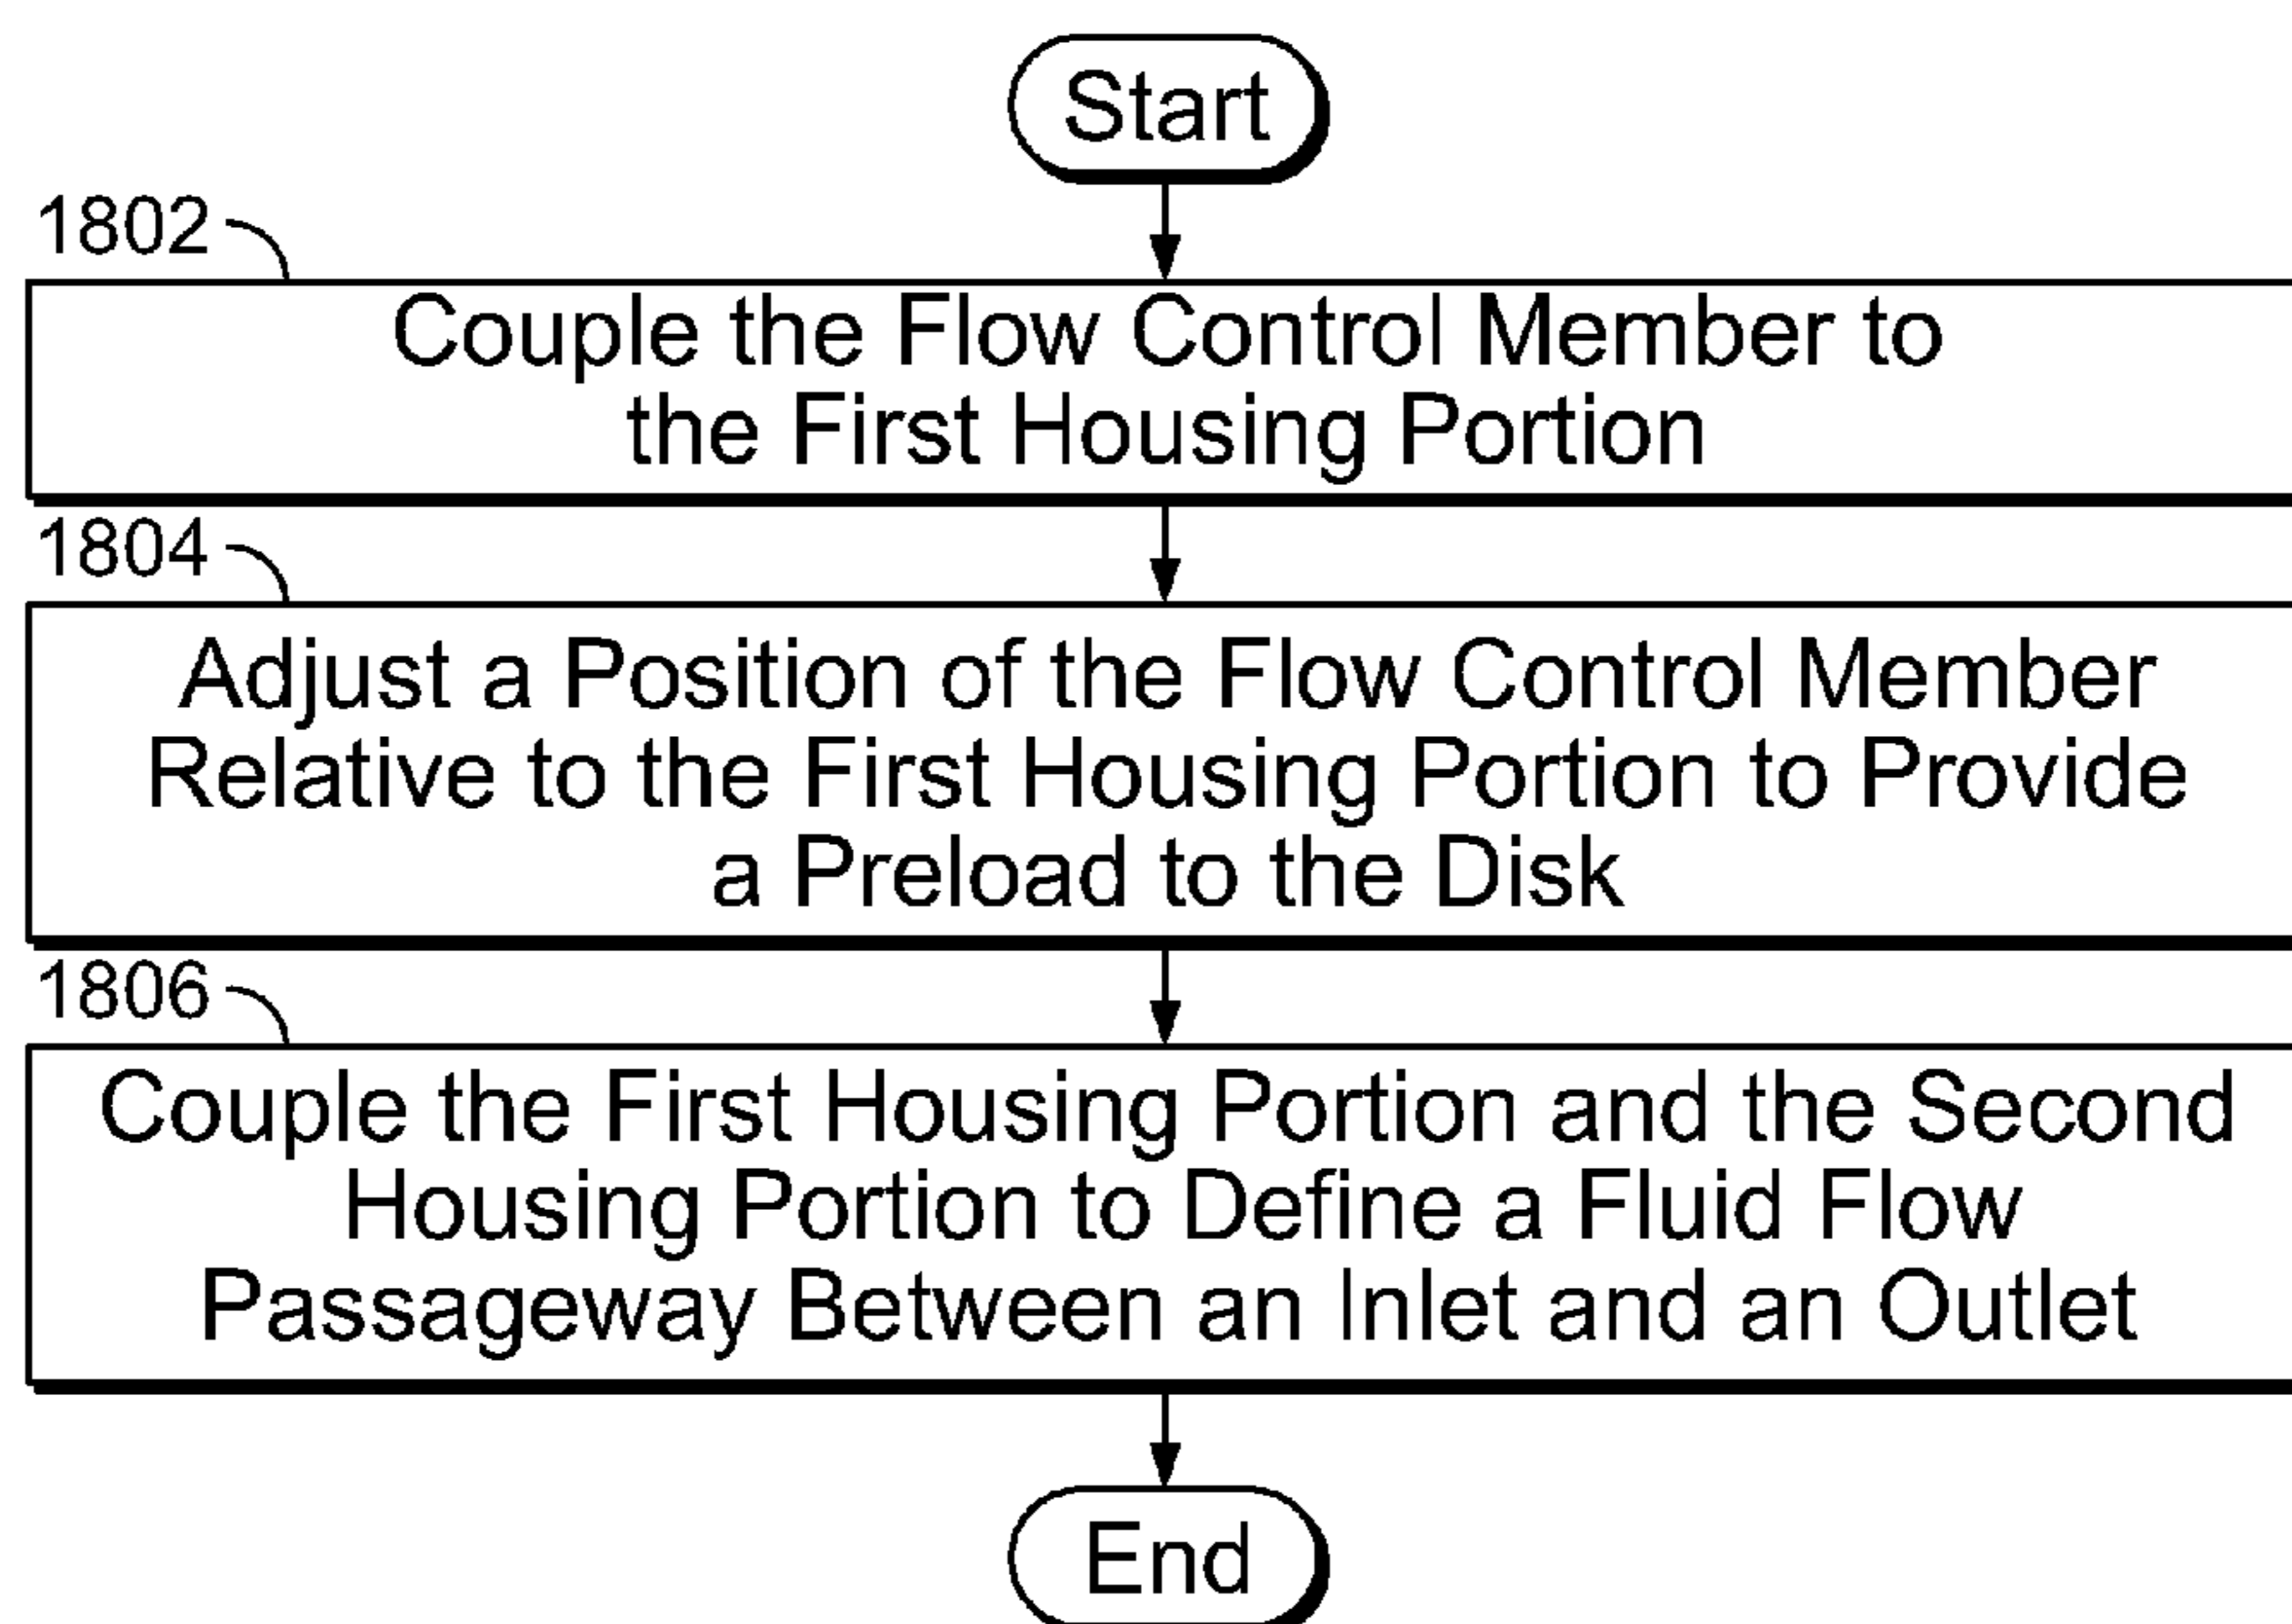 Start
1802
Couple the Flow Control Member to
the First Housing Portion
1804
Adjust a Position of the Flow Control Member
Relative to the First Housing Portion to Provide
a Preload to the Disk
1806
Couple the First Housing Portion and the Second
Housing Portion to Define a Fluid Flow
Passageway Between an Inlet and an Outlet
End